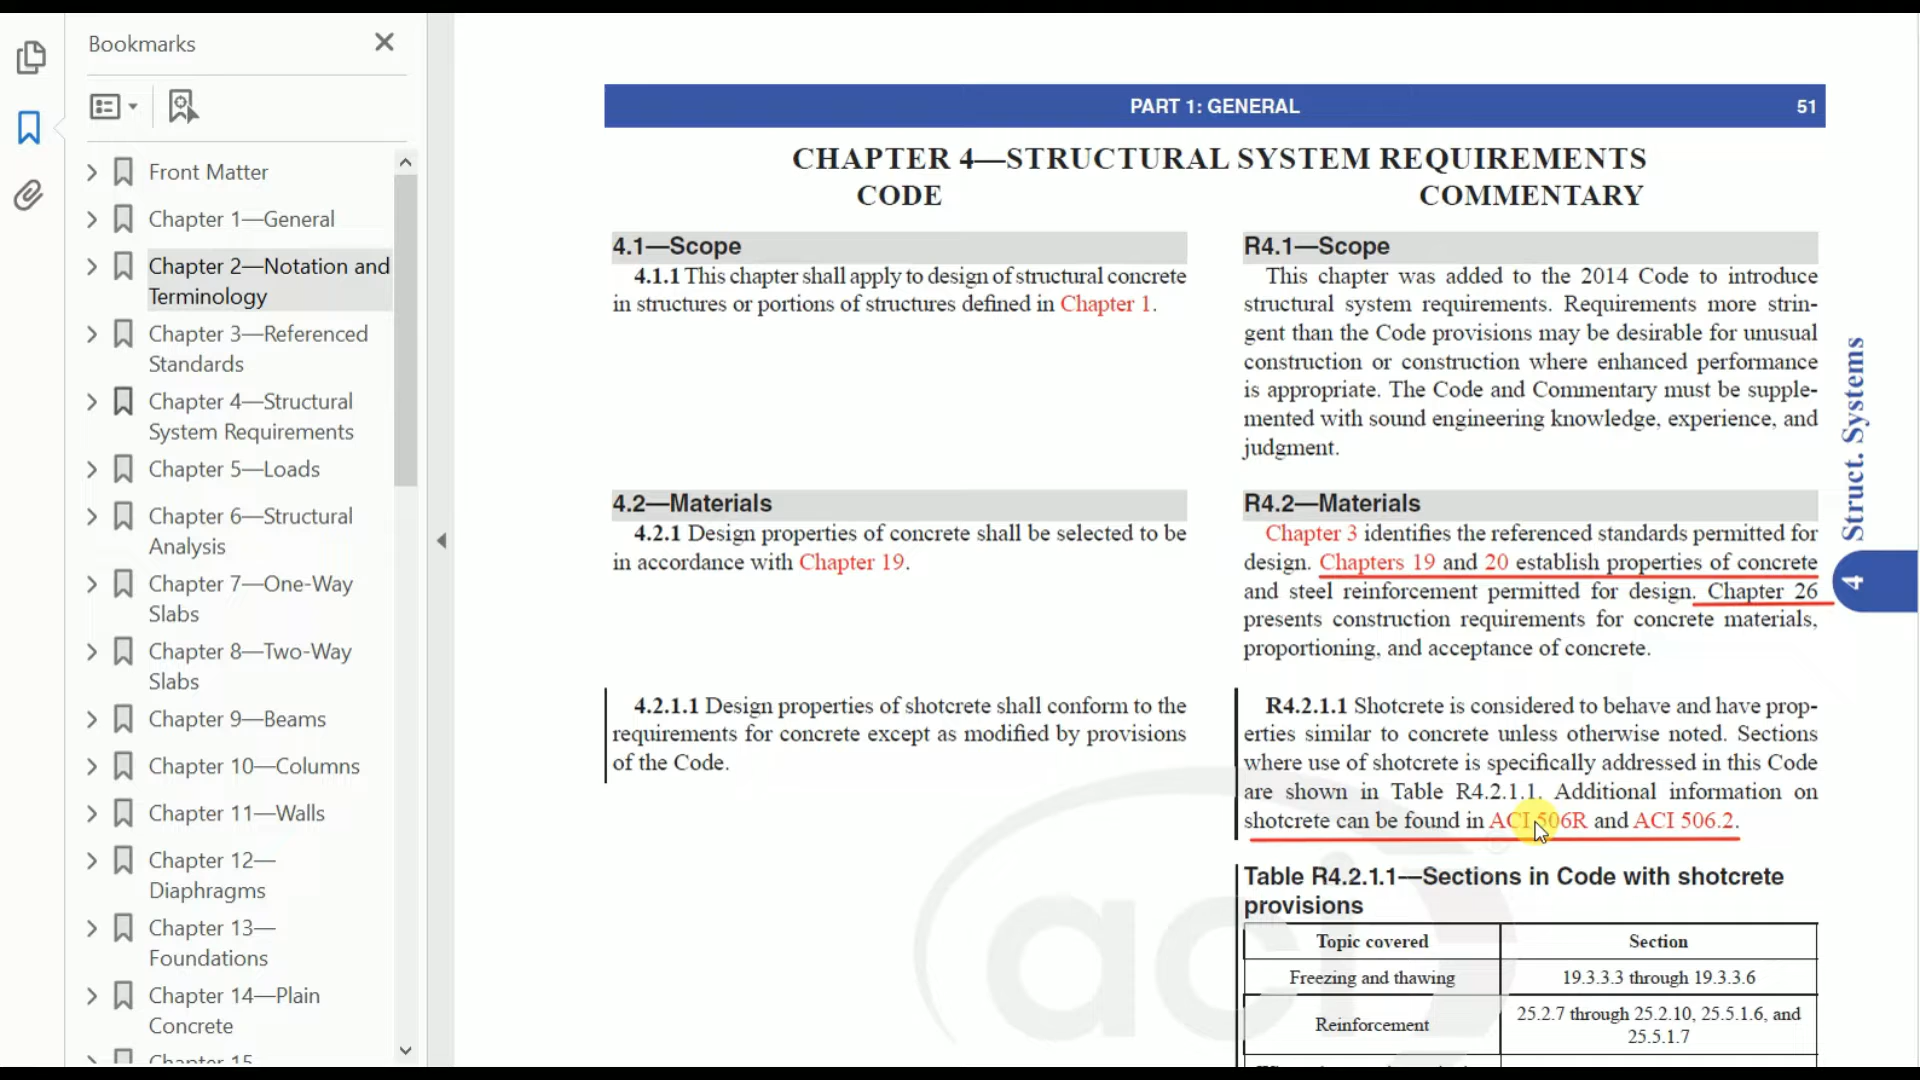 Bookmarks
Front Matter
Chapter 1—General
Chapter 2—Notation and
Terminology
Chapter 3—Referenced
Standards
Chapter 4—Structural
System Requirements
Chapter 5—Loads
Chapter 6—Structural
Analysis
Chapter 7—One-Way
Slabs
Chapter 8—Two-Way
Slabs
Chapter 9—Beams
Chapter 10—Columns
Chapter 11—Walls
Chapter 12—
Diaphragms
Chapter 13—
Foundations
Chapter 14—Plain
Concrete
Chapter 15
PART 1: GENERAL 51
CHAPTER 4—STRUCTURAL SYSTEM REQUIREMENTS
CODE
4.1—Scope
4.1.1 This chapter shall apply to design of structural concrete
in structures or portions of structures defined in Chapter 1.
4.2—Materials
4.2.1 Design properties of concrete shall be selected to be
in accordance with Chapter 19.
4.2.1.1 Design properties of shotcrete shall conform to the
requirements for concrete except as modified by provisions
of the Code.
COMMENTARY
R4.1—Scope
This chapter was added to the 2014 Code to introduce
structural system requirements. Requirements more strin-
gent than the Code provisions may be desirable for unusual
construction or construction where enhanced performance
is appropriate. The Code and Commentary must be supple-
mented with sound engineering knowledge, experience, and
judgment.
R4.2—Materials
Chapter 3 identifies the referenced standards permitted for
design. Chapters 19 and 20 establish properties of concrete
and steel reinforcement permitted for design. Chapter 26
presents construction requirements for concrete materials,
proportioning, and acceptance of concrete.
R4.2.1.1 Shotcrete is considered to behave and have prop-
erties similar to concrete unless otherwise noted. Sections
where use of shotcrete is specifically addressed in this Code
are shown in Table R4.2.1.1. Additional information on
shotcrete can be found in ACI 506R and ACI 506.2.
Table R4.2.1.1—Sections in Code with shotcrete
provisions
Topic covered Section
Freezing and thawing 19.3.3.3 through 19.3.3.6
Reinforcement 25.2.7 through 25.2.10, 25.5.1.6, and
25.5.1.7
Struct. Systems
4
aci